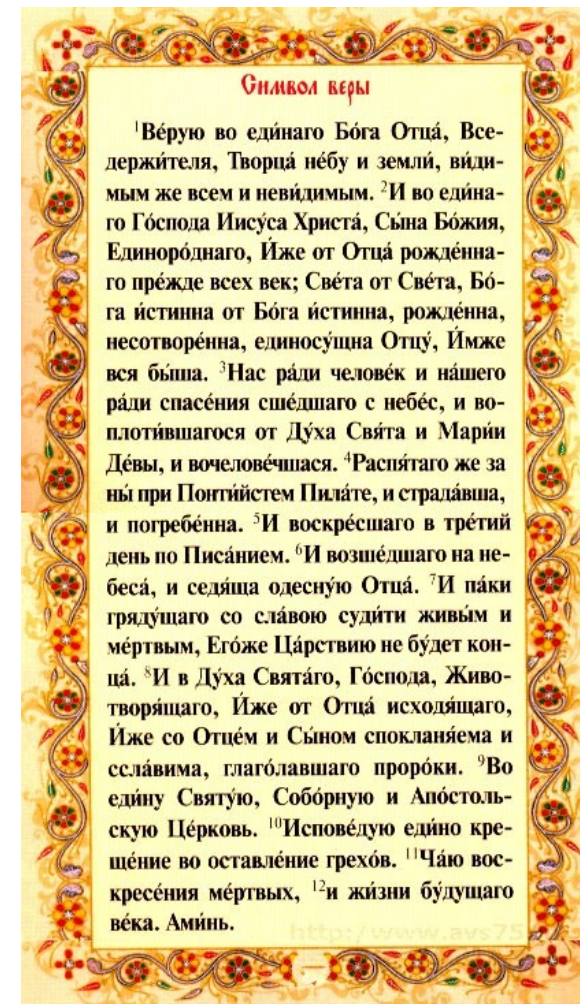 Символ веры
¹Ве́рую во еди́наго Бо́га Отца́, Все-
держи́теля, Творца́ не́бу и земли́, ви́ди-
мым же всем и неви́димым. ²И во еди́на-
го Го́спода Иису́са Христа́, Сы́на Бо́жия,
Единоро́днаго, И́же от Отца́ рожде́нна-
го пре́жде всех век; Све́та от Све́та, Бо́-
га и́стинна от Бо́га и́стинна, рожде́нна,
несотворе́нна, единосу́щна Отцу́, И́мже
вся бы́ша. ³Нас ра́ди челове́к и на́шего
ра́ди спасе́ния сше́дшаго с небе́с, и во-
плоти́вшагося от Ду́ха Свя́та и Мари́и
Де́вы, и вочелове́чшася. ⁴Распя́таго же за
ны́ при Понти́йстем Пила́те, и страда́вша,
и погребе́нна. ⁵И воскре́сшаго в тре́тий
день по Писа́нием. ⁶И возше́дшаго на не-
беса́, и седя́ща одесну́ю Отца́. ⁷И па́ки
гряду́щаго со сла́вою суди́ти живы́м и
ме́ртвым, Его́же Ца́рствию не бу́дет кон-
ца́. ⁸И в Ду́ха Свята́го, Го́спода, Живо-
творя́щаго, И́же от Отца́ исходя́щаго,
И́же со Отце́м и Сы́ном спокланя́ема и
ссла́вима, глаго́лавшаго проро́ки. ⁹Во
еди́ну Святу́ю, Собо́рную и Апо́столь-
скую Це́рковь. ¹⁰Испове́дую еди́но кре-
ще́ние во оставле́ние грехо́в. ¹¹Ча́ю вос-
кресе́ния ме́ртвых, ¹²и жи́зни бу́дущаго
ве́ка. Ами́нь.